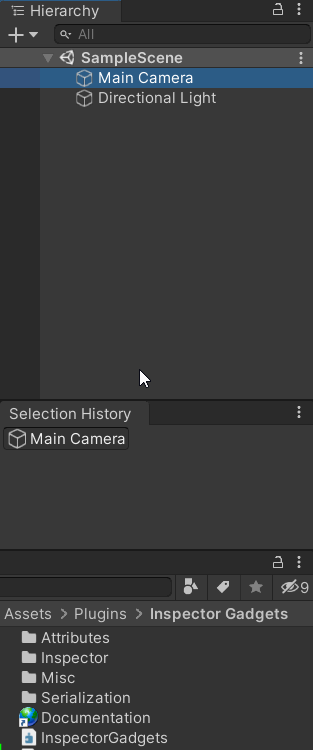 Hierarchy
All
SampleScene
Main Camera
Directional Light
Selection History
Main Camera
9
Assets > Plugins > Inspector Gadgets
Attributes
Inspector
Misc
Serialization
Documentation
InspectorGadgets